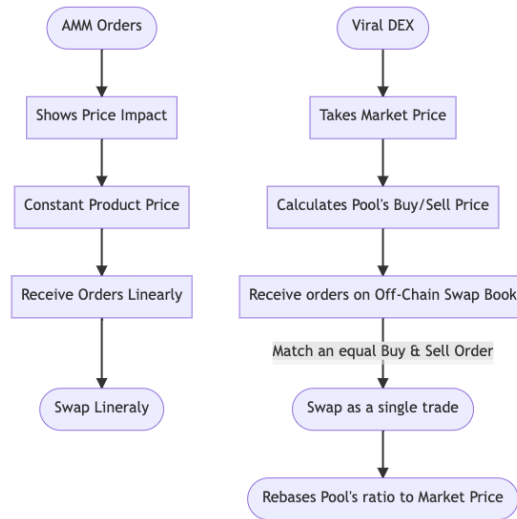 AMM Orders
Shows Price Impact
Constant Product Price
Receive Orders Linearly
Swap Lineraly
Viral DEX
Takes Market Price
Calculates Pool's Buy/Sell Price
Receive orders on Off-Chain Swap Book
Match an equal Buy & Sell Order
Swap as a single trade
Rebases Pool's ratio to Market Price